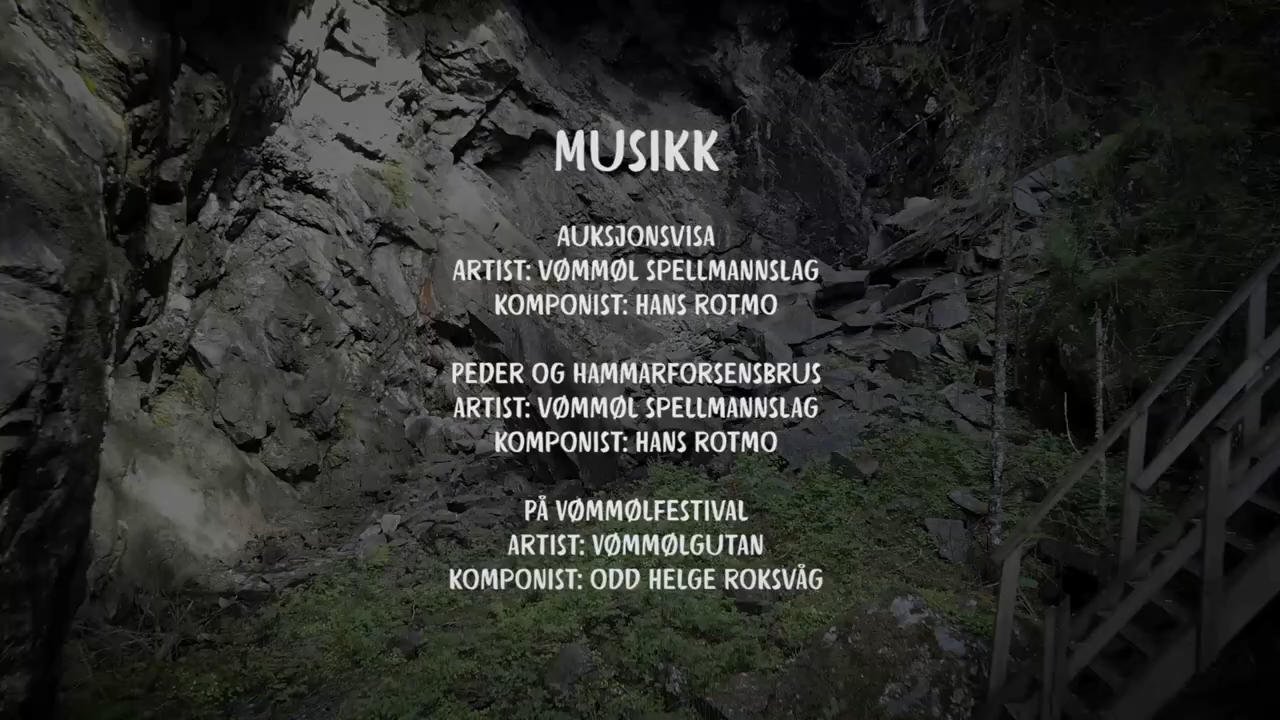 MUSIKK
AUKSJONSVISA
ARTIST: VØMMØL SPELLMANNSLAG
KOMPONIST: HANS ROTMO
PEDER OG HAMMARFORSENSBRUS
ARTIST: VØMMØL SPELLMANNSLAG
KOMPONIST: HANS ROTMO
PÅ VØMMØLFESTIVAL
ARTIST: VØMMØLGUTAN
KOMPONIST: ODD HELGE ROKSVÅG